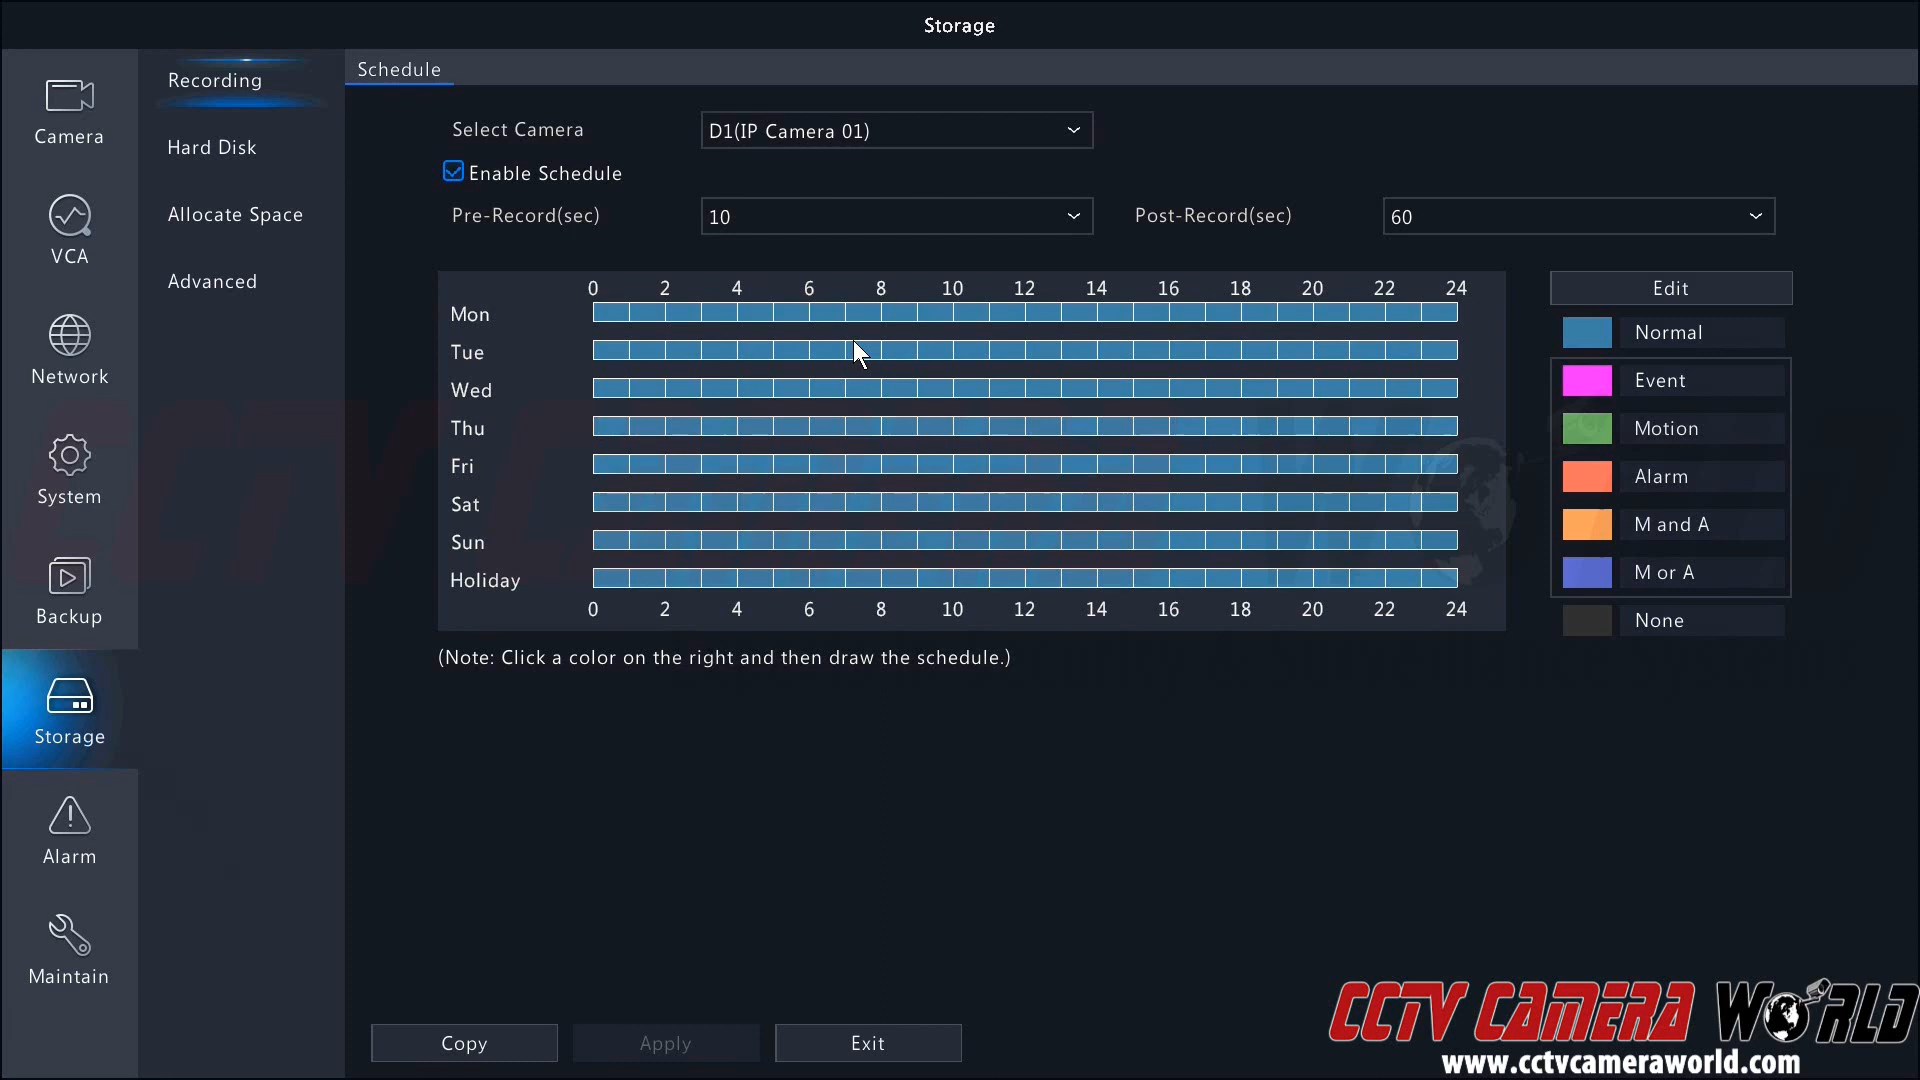 Storage
Camera
VCA
Network
System
Backup
Storage
Alarm
Maintain
Recording
Hard Disk
Allocate Space
Advanced
Schedule
Select Camera D1(IP Camera 01)
Enable Schedule
Pre-Record(sec) 10 Post-Record(sec) 60
0 2 4 6 8 10 12 14 16 18 20 22 24
Mon
Tue
Wed
Thu
Fri
Sat
Sun
Holiday
0 2 4 6 8 10 12 14 16 18 20 22 24
Edit
Normal
Event
Motion
Alarm
M and A
M or A
None
(Note: Click a color on the right and then draw the schedule.)
Copy Apply Exit
CCTV CAMERA WORLD
www.cctvcameraworld.com